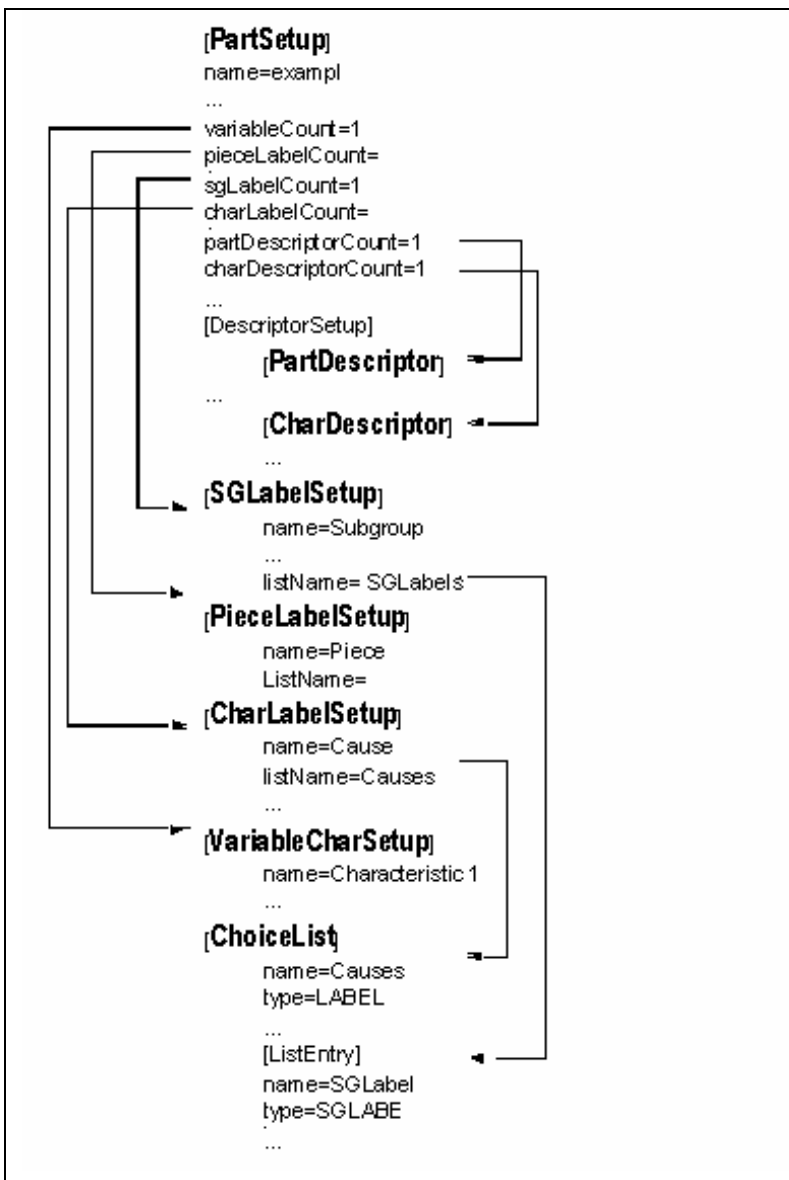 [PartSetup]
name=exampl
...
variableCount=1
pieceLabelCount=
sgLabelCount=1
charLabelCount=
partDescriptorCount=1
charDescriptorCount=1
...
[DescriptorSetup]
[PartDescriptor]
...
[CharDescriptor]
...
[SGLabelSetup]
name=Subgroup
...
listName= SGLabels
[PieceLabelSetup]
name=Piece
ListName=
[CharLabelSetup]
name=Cause
listName=Causes
...
[VariableCharSetup]
name=Characteristic 1
...
[ChoiceList]
name=Causes
type=LABEL
...
[ListEntry]
name=SGLabel
type=SGLABE
...